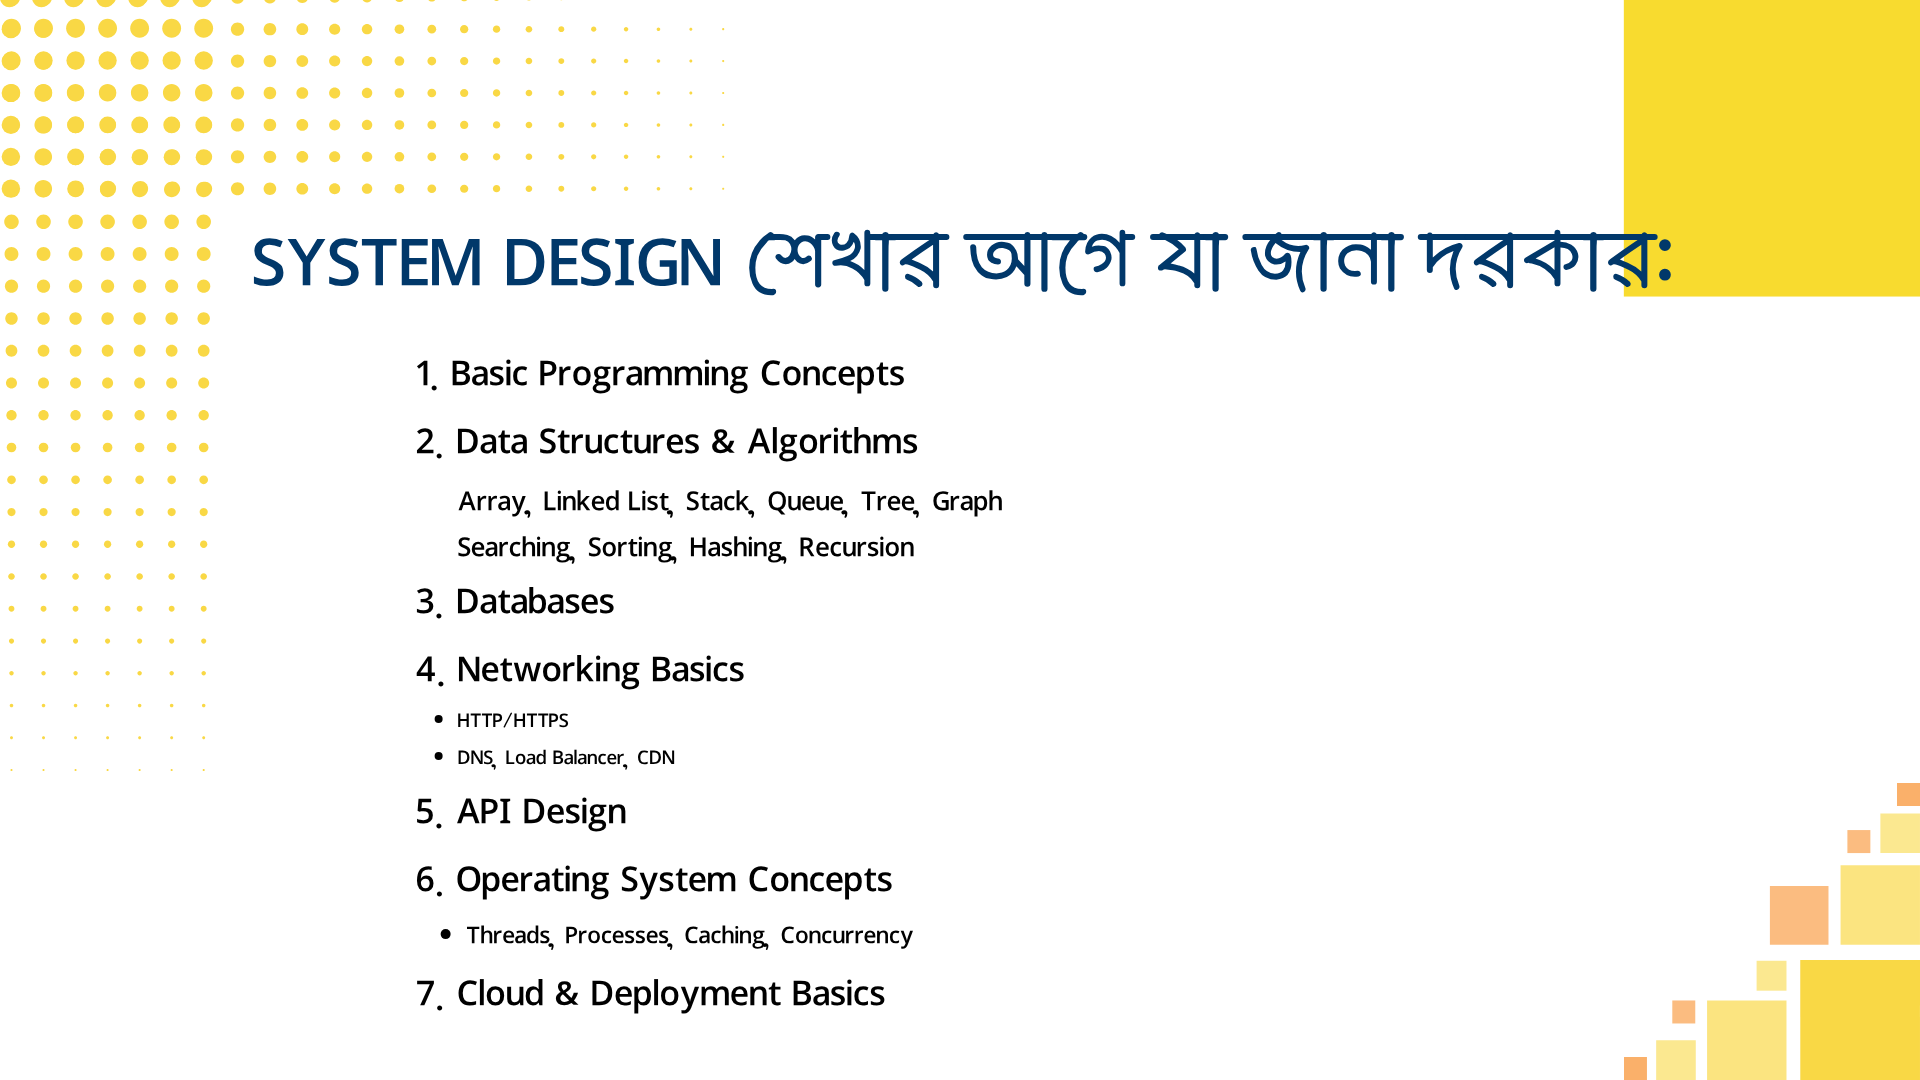 SYSTEM DESIGN শেখার আগে যা জানা দরকার:
1. Basic Programming Concepts
2. Data Structures & Algorithms
Array, Linked List, Stack, Queue, Tree, Graph
Searching, Sorting, Hashing, Recursion
3. Databases
4. Networking Basics
• HTTP/HTTPS
• DNS, Load Balancer, CDN
5. API Design
6. Operating System Concepts
• Threads, Processes, Caching, Concurrency
7. Cloud & Deployment Basics